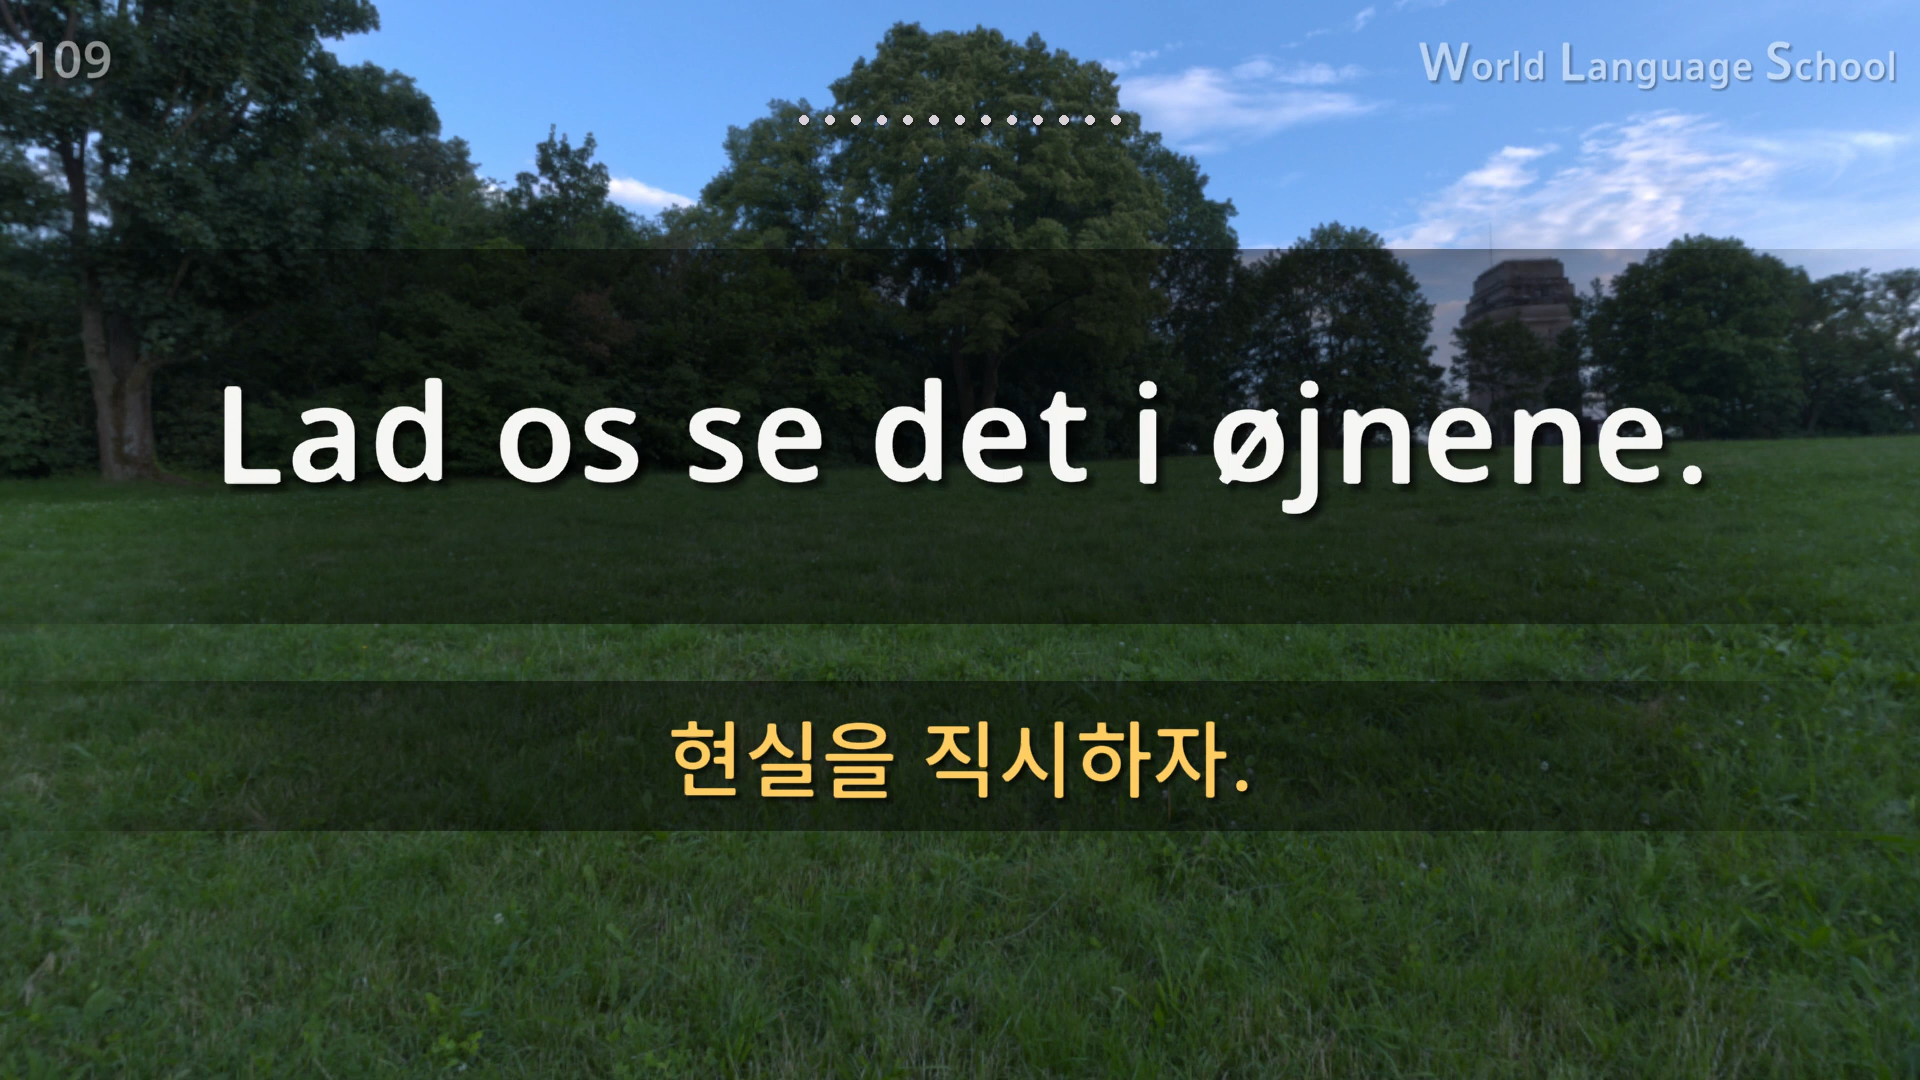 109
World Language School
Lad os se det i øjnene.
현실을 직시하자.